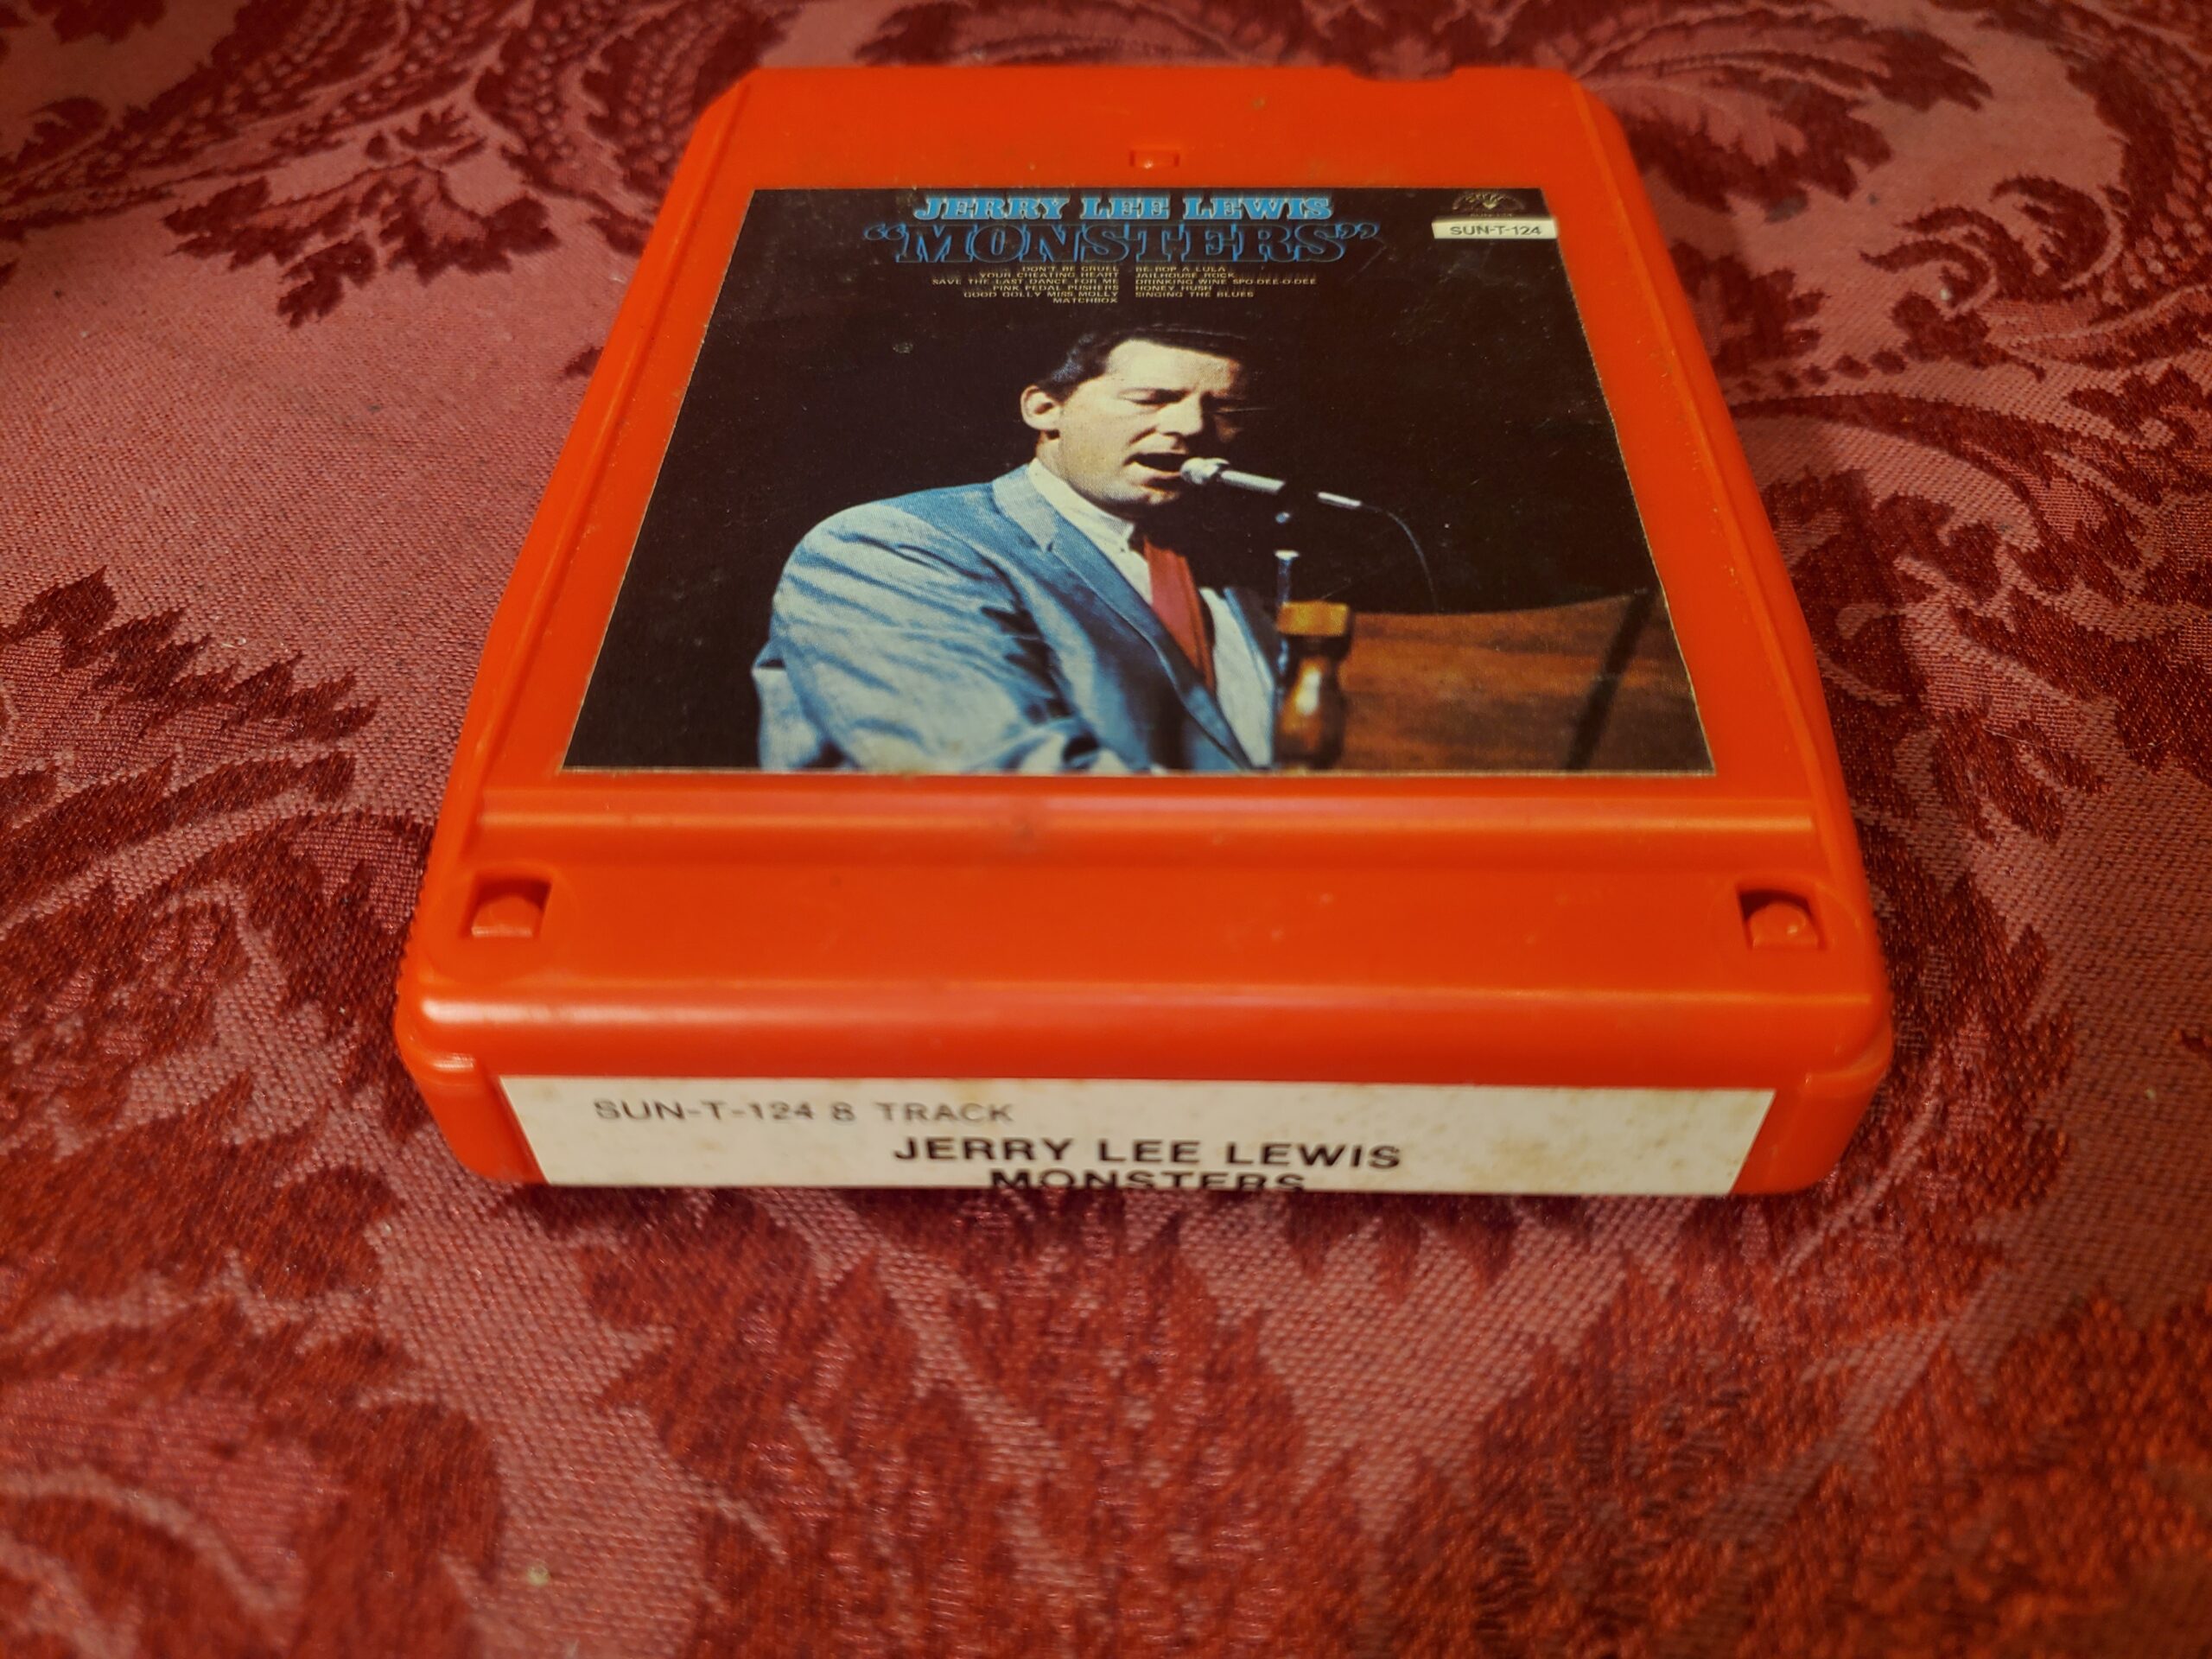 JERRY LEE LEWIS
"MONSTERS"
SUN-T-124
DON'T BE CRUEL
YOUR CHEATING HEART
SAVE THE LAST DANCE FOR ME
PINK PEDAL PUSHERS
GOOD GOLLY MISS MOLLY
MATCHBOX
BE-BOP A LULA
JAILHOUSE ROCK
DRINKING WINE SPO-DEE-O-DEE
HONEY HUSH
SINGING THE BLUES
SUN-T-124 8 TRACK
JERRY LEE LEWIS
MONSTERS